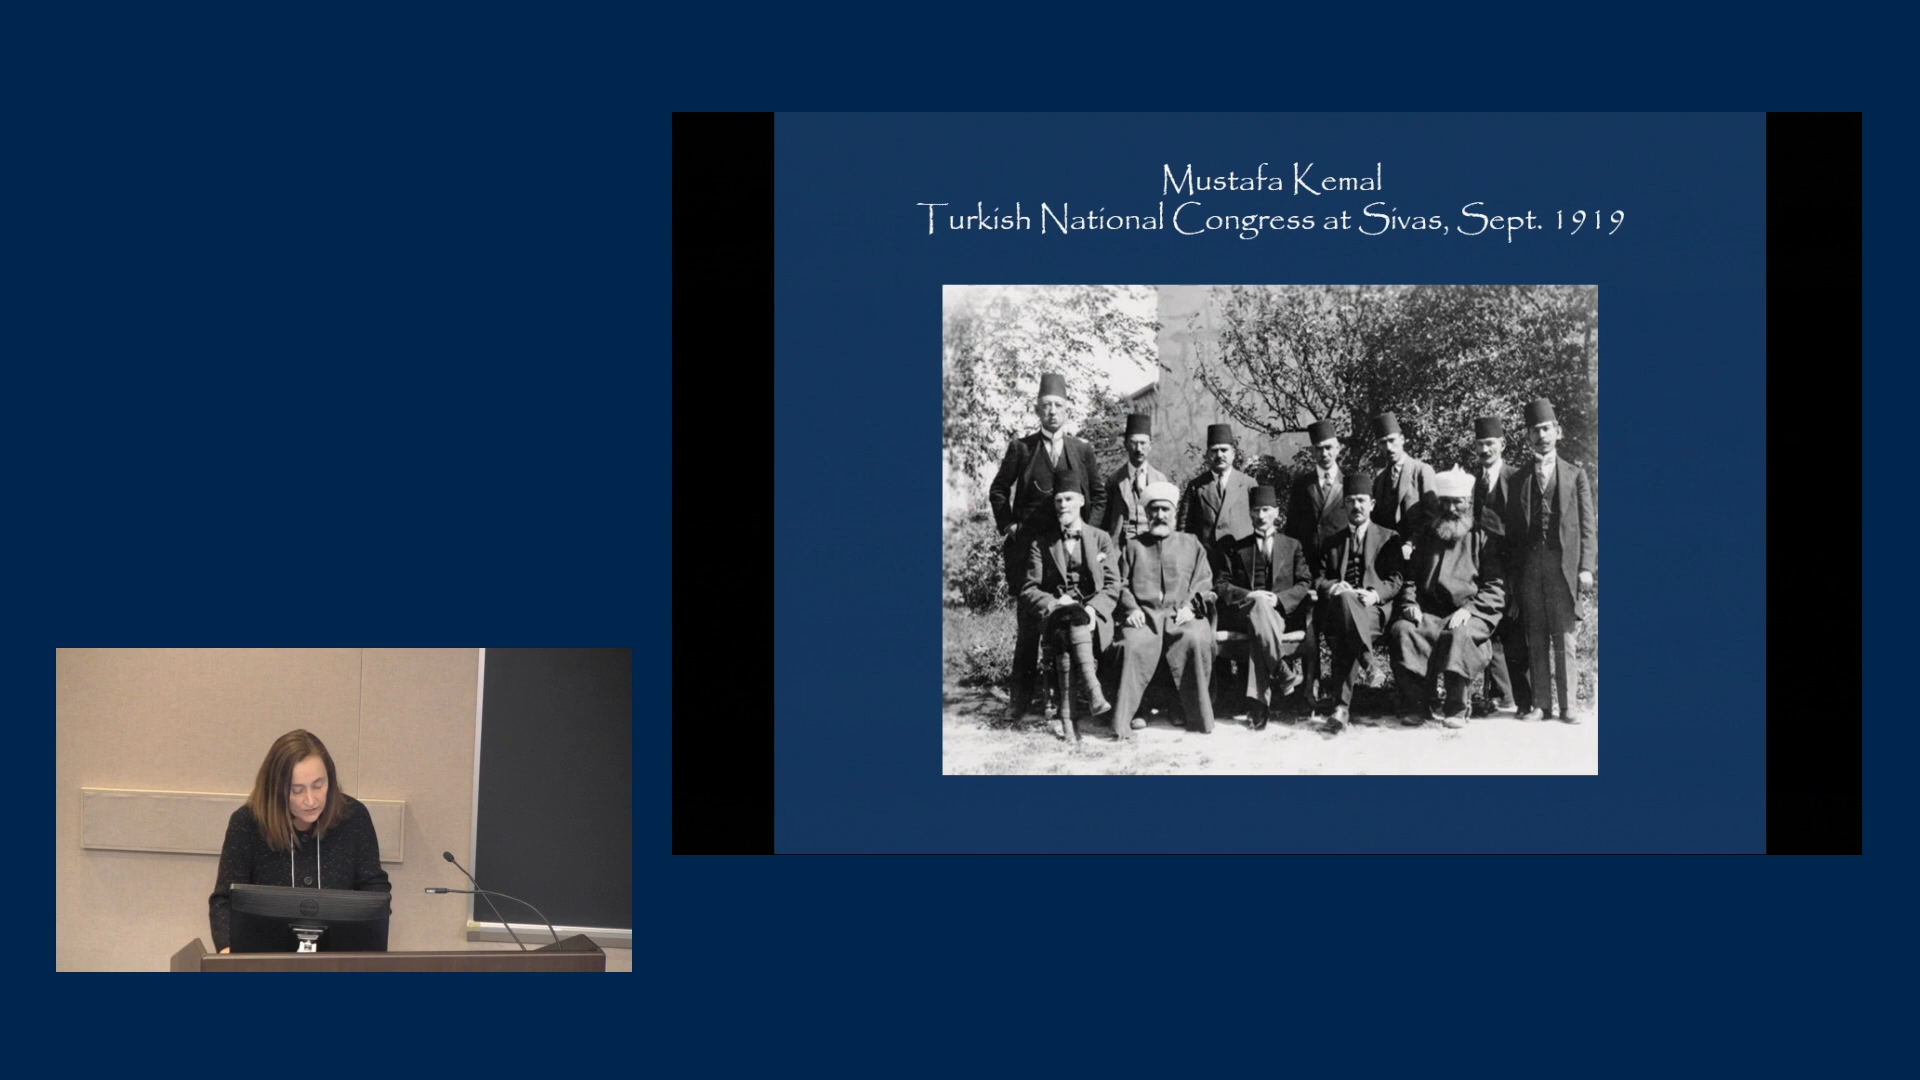 Mustafa Kemal
Turkish National Congress at Sivas, Sept. 1919